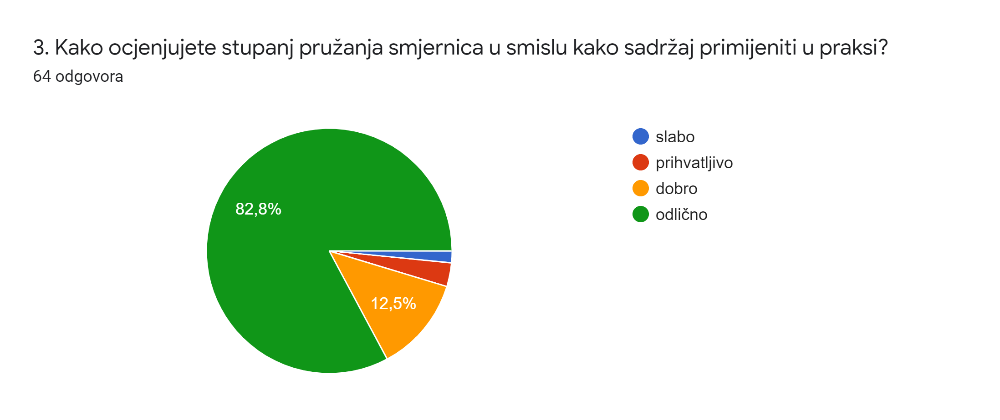 3. Kako ocjenjujete stupanj pružanja smjernica u smislu kako sadržaj primijeniti u praksi?
64 odgovora
slabo
prihvatljivo
dobro
odlično
82,8%
12,5%